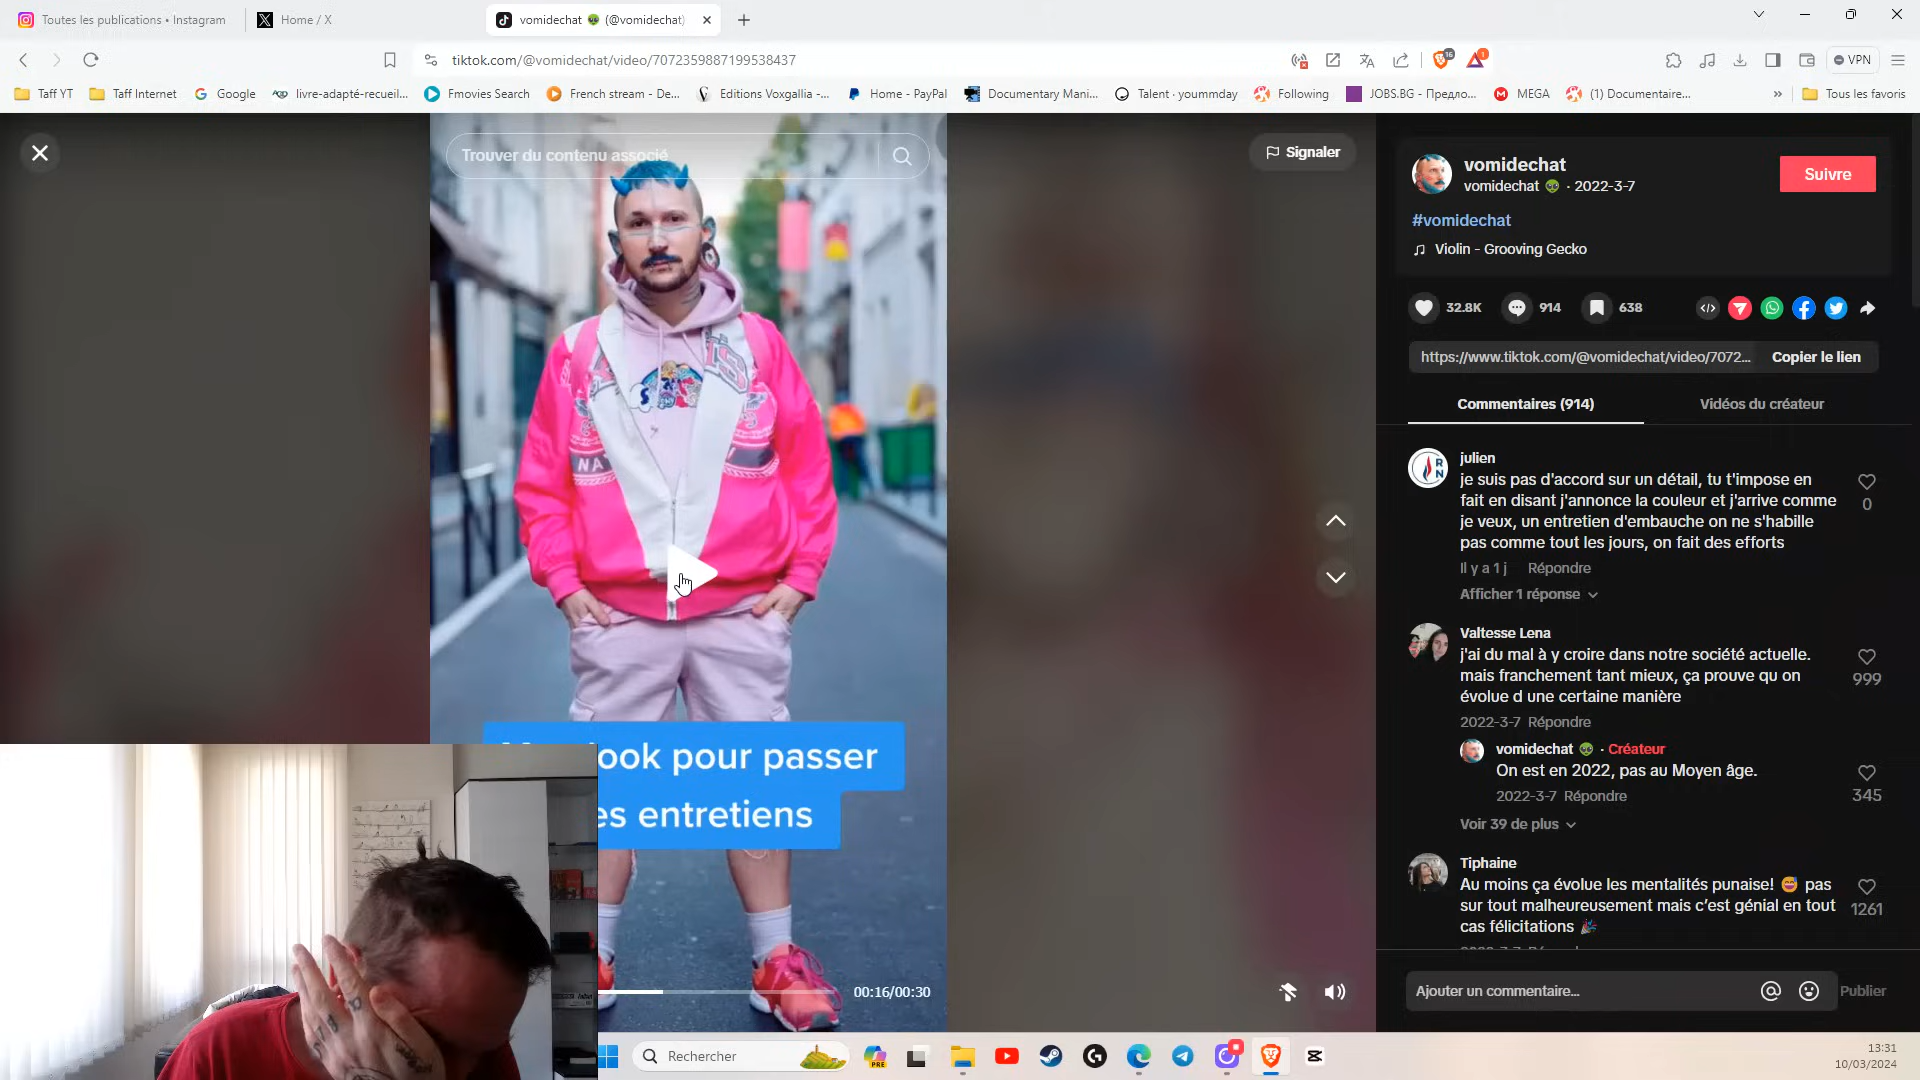 Toutes les publications • Instagram
Home / X
vomidechat 👽 (@vomidechat)
tiktok.com/@vomidechat/video/7072359887199538437
16
1
VPN
Taff YT
Taff Internet
Google
livre-adapté-recueil...
Fmovies Search
French stream - De...
Editions Voxgallia -...
Home - PayPal
Documentary Mani...
Talent · yoummday
Following
JOBS.BG - Предло...
MEGA
(1) Documentaire...
»
Tous les favoris
Trouver du contenu associé
Signaler
NA
ook pour passer
es entretiens
00:16/00:30
vomidechat
vomidechat 👽 · 2022-3-7
Suivre
#vomidechat
Violin - Grooving Gecko
32.8K
914
638
https://www.tiktok.com/@vomidechat/video/7072...
Copier le lien
Commentaires (914)
Vidéos du créateur
RN
julien
je suis pas d'accord sur un détail, tu t'impose en
fait en disant j'annonce la couleur et j'arrive comme
je veux, un entretien d'embauche on ne s'habille
pas comme tout les jours, on fait des efforts
0
Il y a 1 j Répondre
Afficher 1 réponse
Valtesse Lena
j'ai du mal à y croire dans notre société actuelle.
mais franchement tant mieux, ça prouve qu on
évolue d une certaine manière
999
2022-3-7 Répondre
vomidechat 👽 · Créateur
On est en 2022, pas au Moyen âge.
345
2022-3-7 Répondre
Voir 39 de plus
Tiphaine
Au moins ça évolue les mentalités punaise! 😅 pas
sur tout malheureusement mais c'est génial en tout
cas félicitations 🎉
1261
Ajouter un commentaire...
Publier
Rechercher
PRE
13:31
10/03/2024